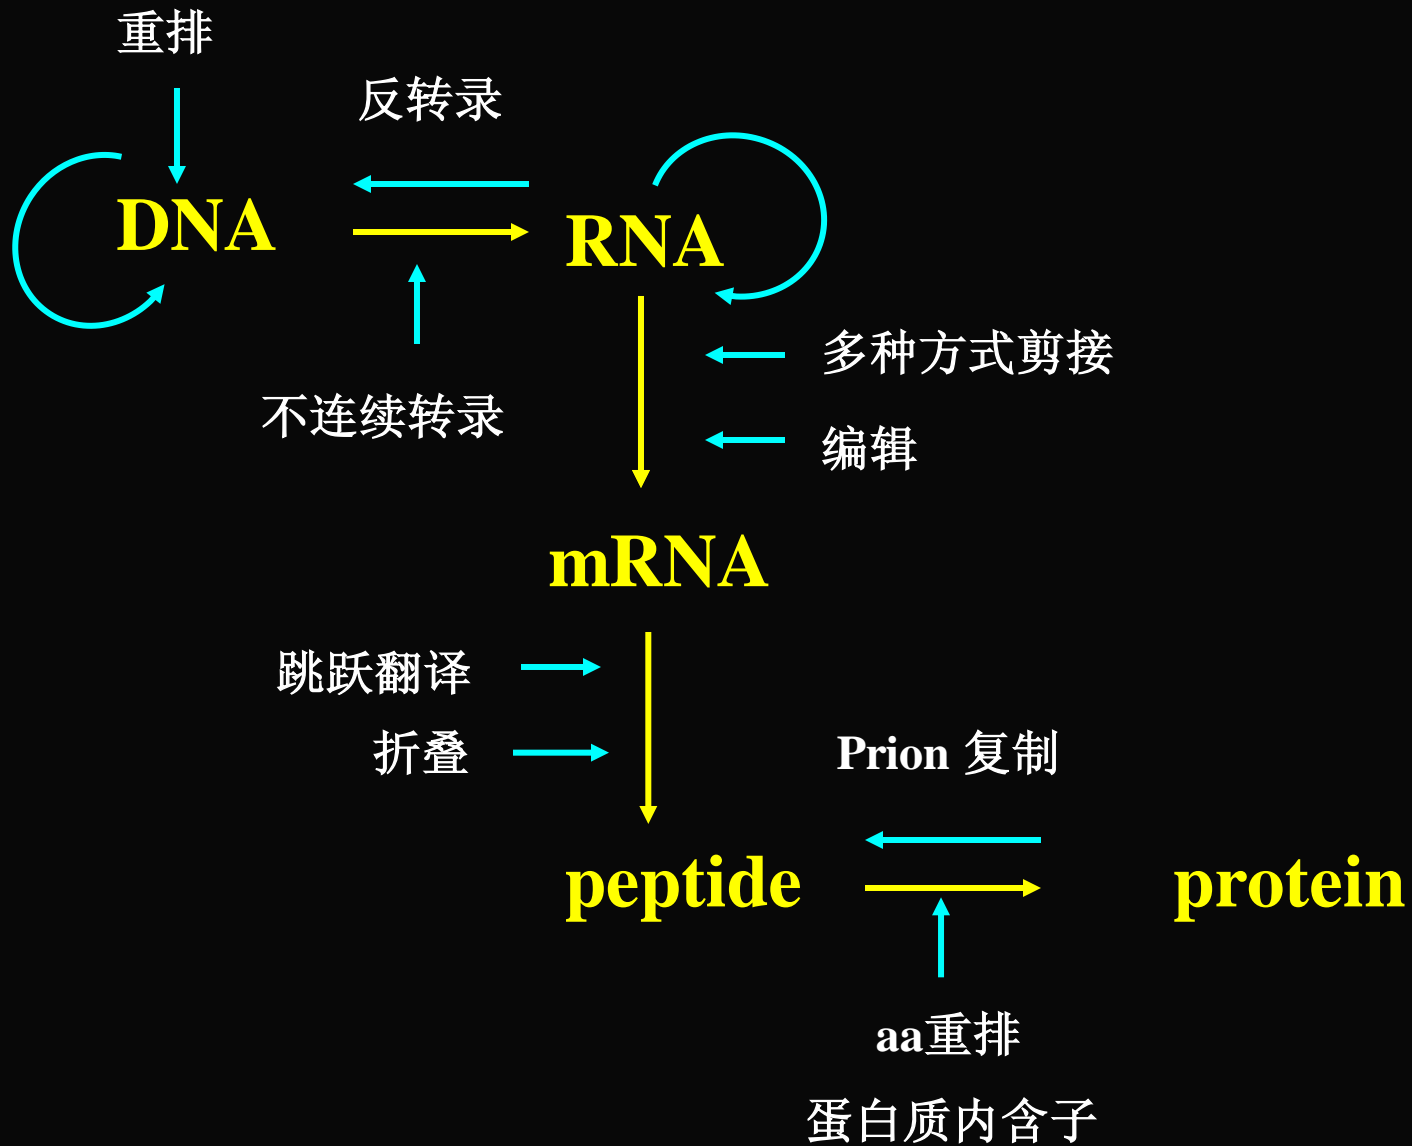 重排
反转录
DNA
RNA
多种方式剪接
不连续转录
编辑
mRNA
跳跃翻译
折叠
Prion 复制
peptide
protein
aa重排
蛋白质内含子